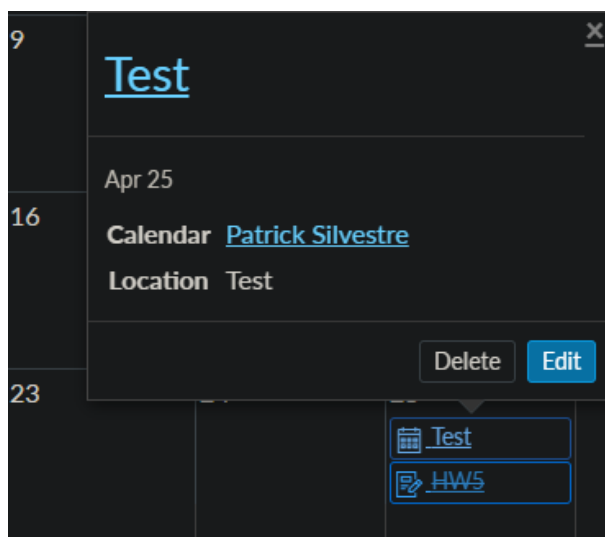 9
×
Test
Apr 25
16
Calendar Patrick Silvestre
Location Test
Delete Edit
23
Test
HW5